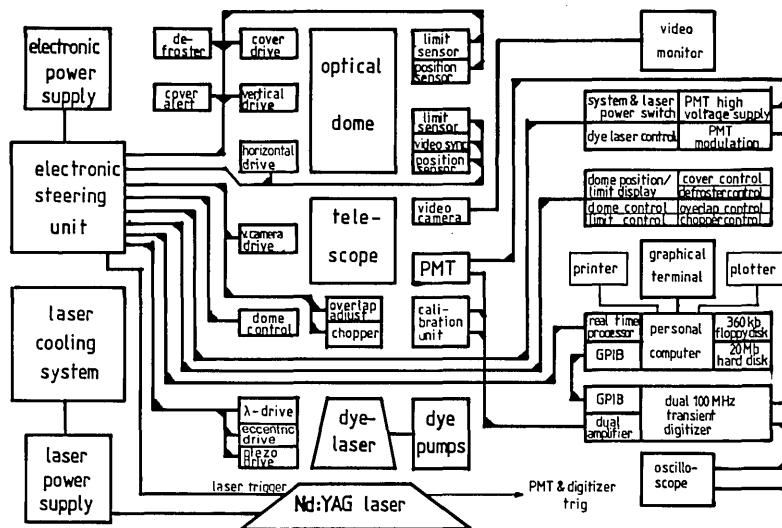 electronic
power
supply
de-
froster
cover
drive
cover
alert
vertical
drive
horizontal
drive
optical
dome
limit
sensor
position
sensor
limit
sensor
video sync
position
sensor
video
monitor
system & laser
power switch
PMT high
voltage supply
dye laser control
PMT
modulation
electronic
steering
unit
dome position/
limit display
cover control
defroster control
dome control
overlap control
limit control
chopper control
v.camera
drive
tele-
scope
video
camera
PMT
printer
graphical
terminal
plotter
laser
cooling
system
dome
control
overlap
adjust
chopper
cali-
bration
unit
real time
processor
GPIB
personal
computer
360kb
floppy disk
20Mb
hard disk
GPIB
dual
amplifier
dual 100 MHz
transient
digitizer
λ-drive
eccentric
drive
piezo
drive
dye-
laser
dye
pumps
laser
power
supply
laser trigger
Nd:YAG laser
PMT & digitizer
trig
oscillo-
scope